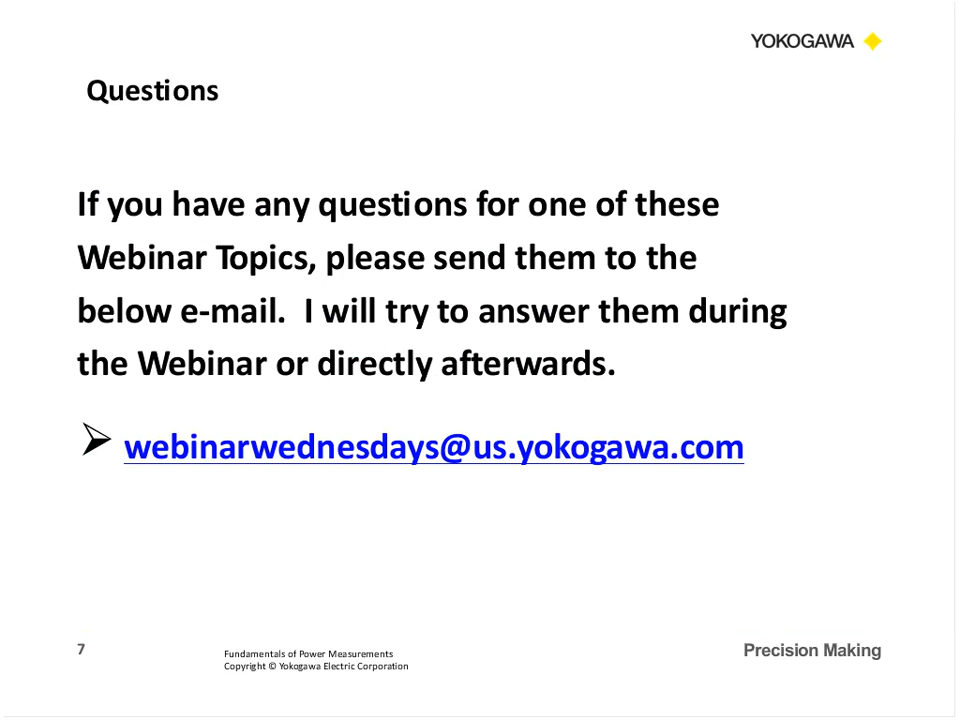 YOKOGAWA
Questions
If you have any questions for one of these
Webinar Topics, please send them to the
below e-mail.  I will try to answer them during
the Webinar or directly afterwards.
webinarwednesdays@us.yokogawa.com
7
Fundamentals of Power Measurements
Copyright © Yokogawa Electric Corporation
Precision Making